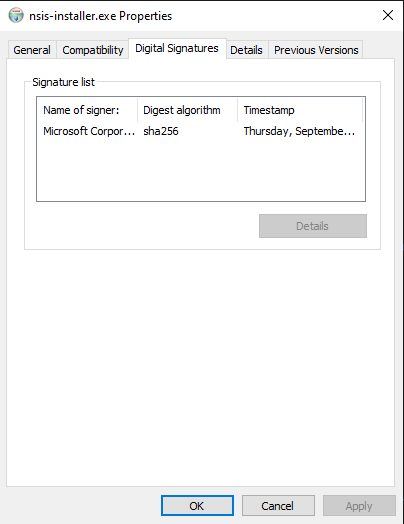 nsis-installer.exe Properties
General Compatibility Digital Signatures Details Previous Versions
Signature list
Name of signer: Digest algorithm Timestamp
Microsoft Corpor... sha256 Thursday, Septembe...
Details
OK Cancel Apply